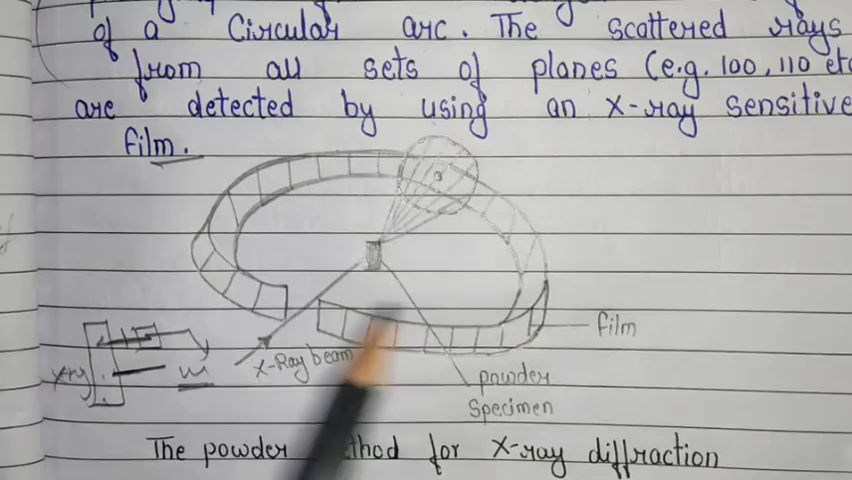 of a Circular arc. The scattered rays
from all sets of planes (e.g. 100, 110 etc
are detected by using an X-ray sensitive
film.
film
X-Ray beam
powder
specimen
The powder method for X-ray diffraction